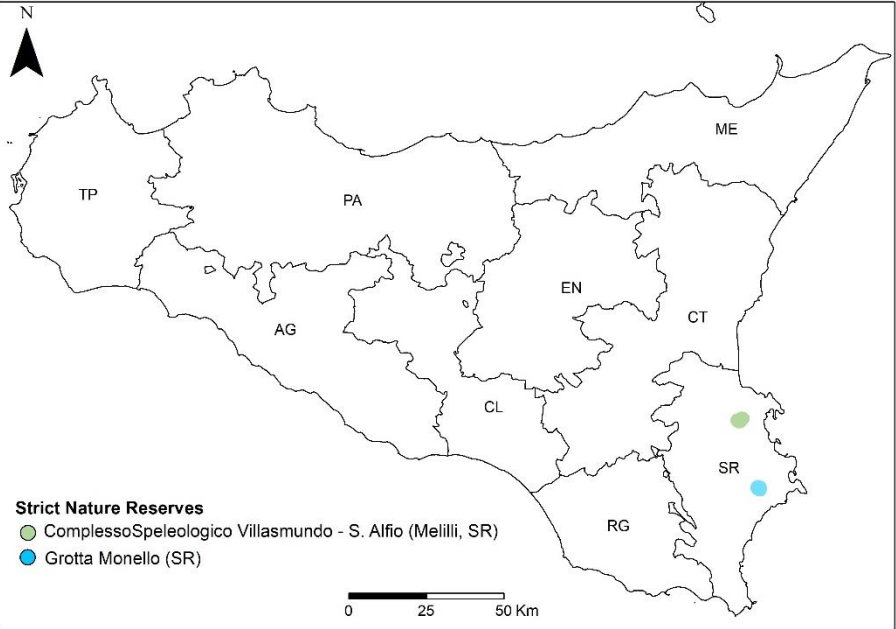 N
ME
TP
PA
EN
CT
AG
CL
SR
RG
Strict Nature Reserves
ComplessoSpeleologico Villasmundo - S. Alfio (Melilli, SR)
Grotta Monello (SR)
0 25 50 Km